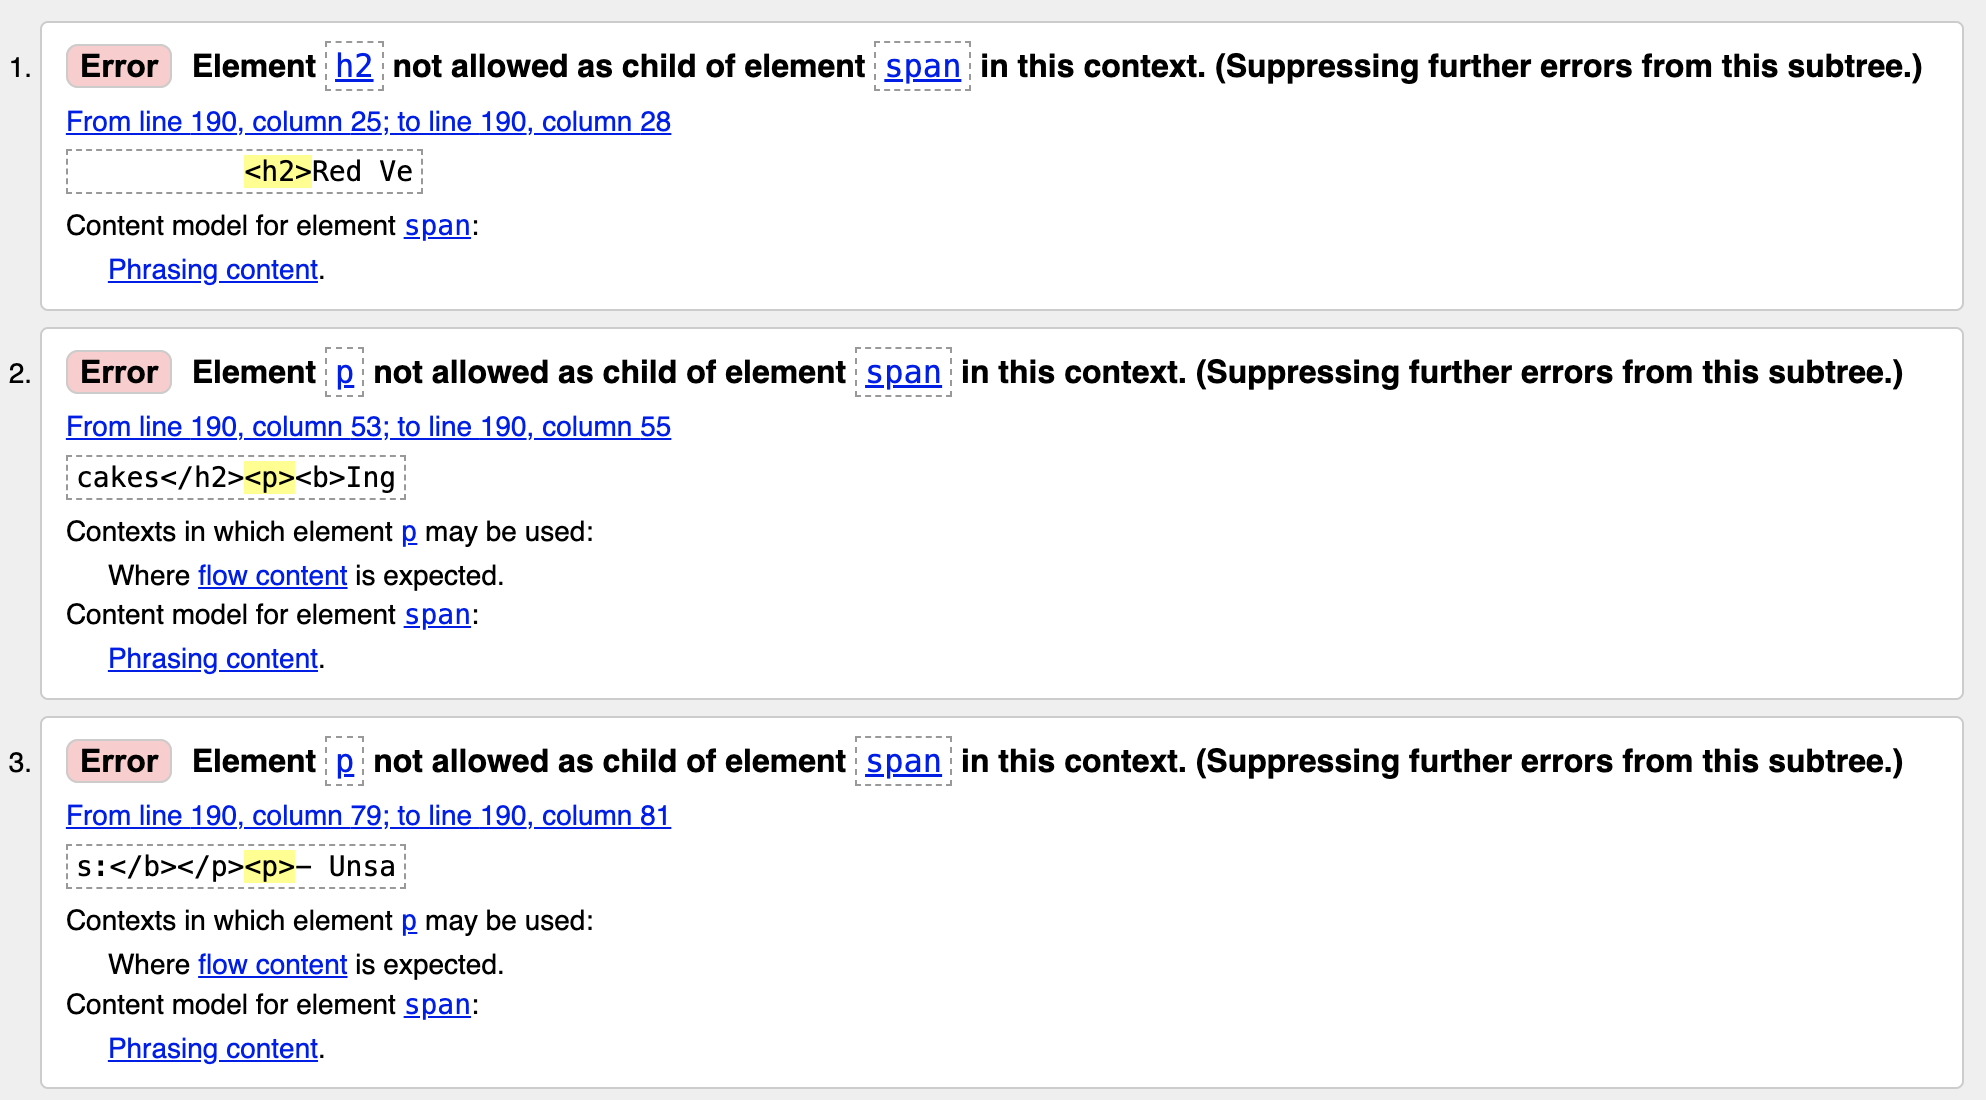 1. Error Element h2 not allowed as child of element span in this context. (Suppressing further errors from this subtree.)
From line 190, column 25; to line 190, column 28
<h2>Red Ve
Content model for element span:
Phrasing content.
2. Error Element p not allowed as child of element span in this context. (Suppressing further errors from this subtree.)
From line 190, column 53; to line 190, column 55
cakes</h2><p><b>Ing
Contexts in which element p may be used:
Where flow content is expected.
Content model for element span:
Phrasing content.
3. Error Element p not allowed as child of element span in this context. (Suppressing further errors from this subtree.)
From line 190, column 79; to line 190, column 81
s:</b></p><p>– Unsa
Contexts in which element p may be used:
Where flow content is expected.
Content model for element span:
Phrasing content.